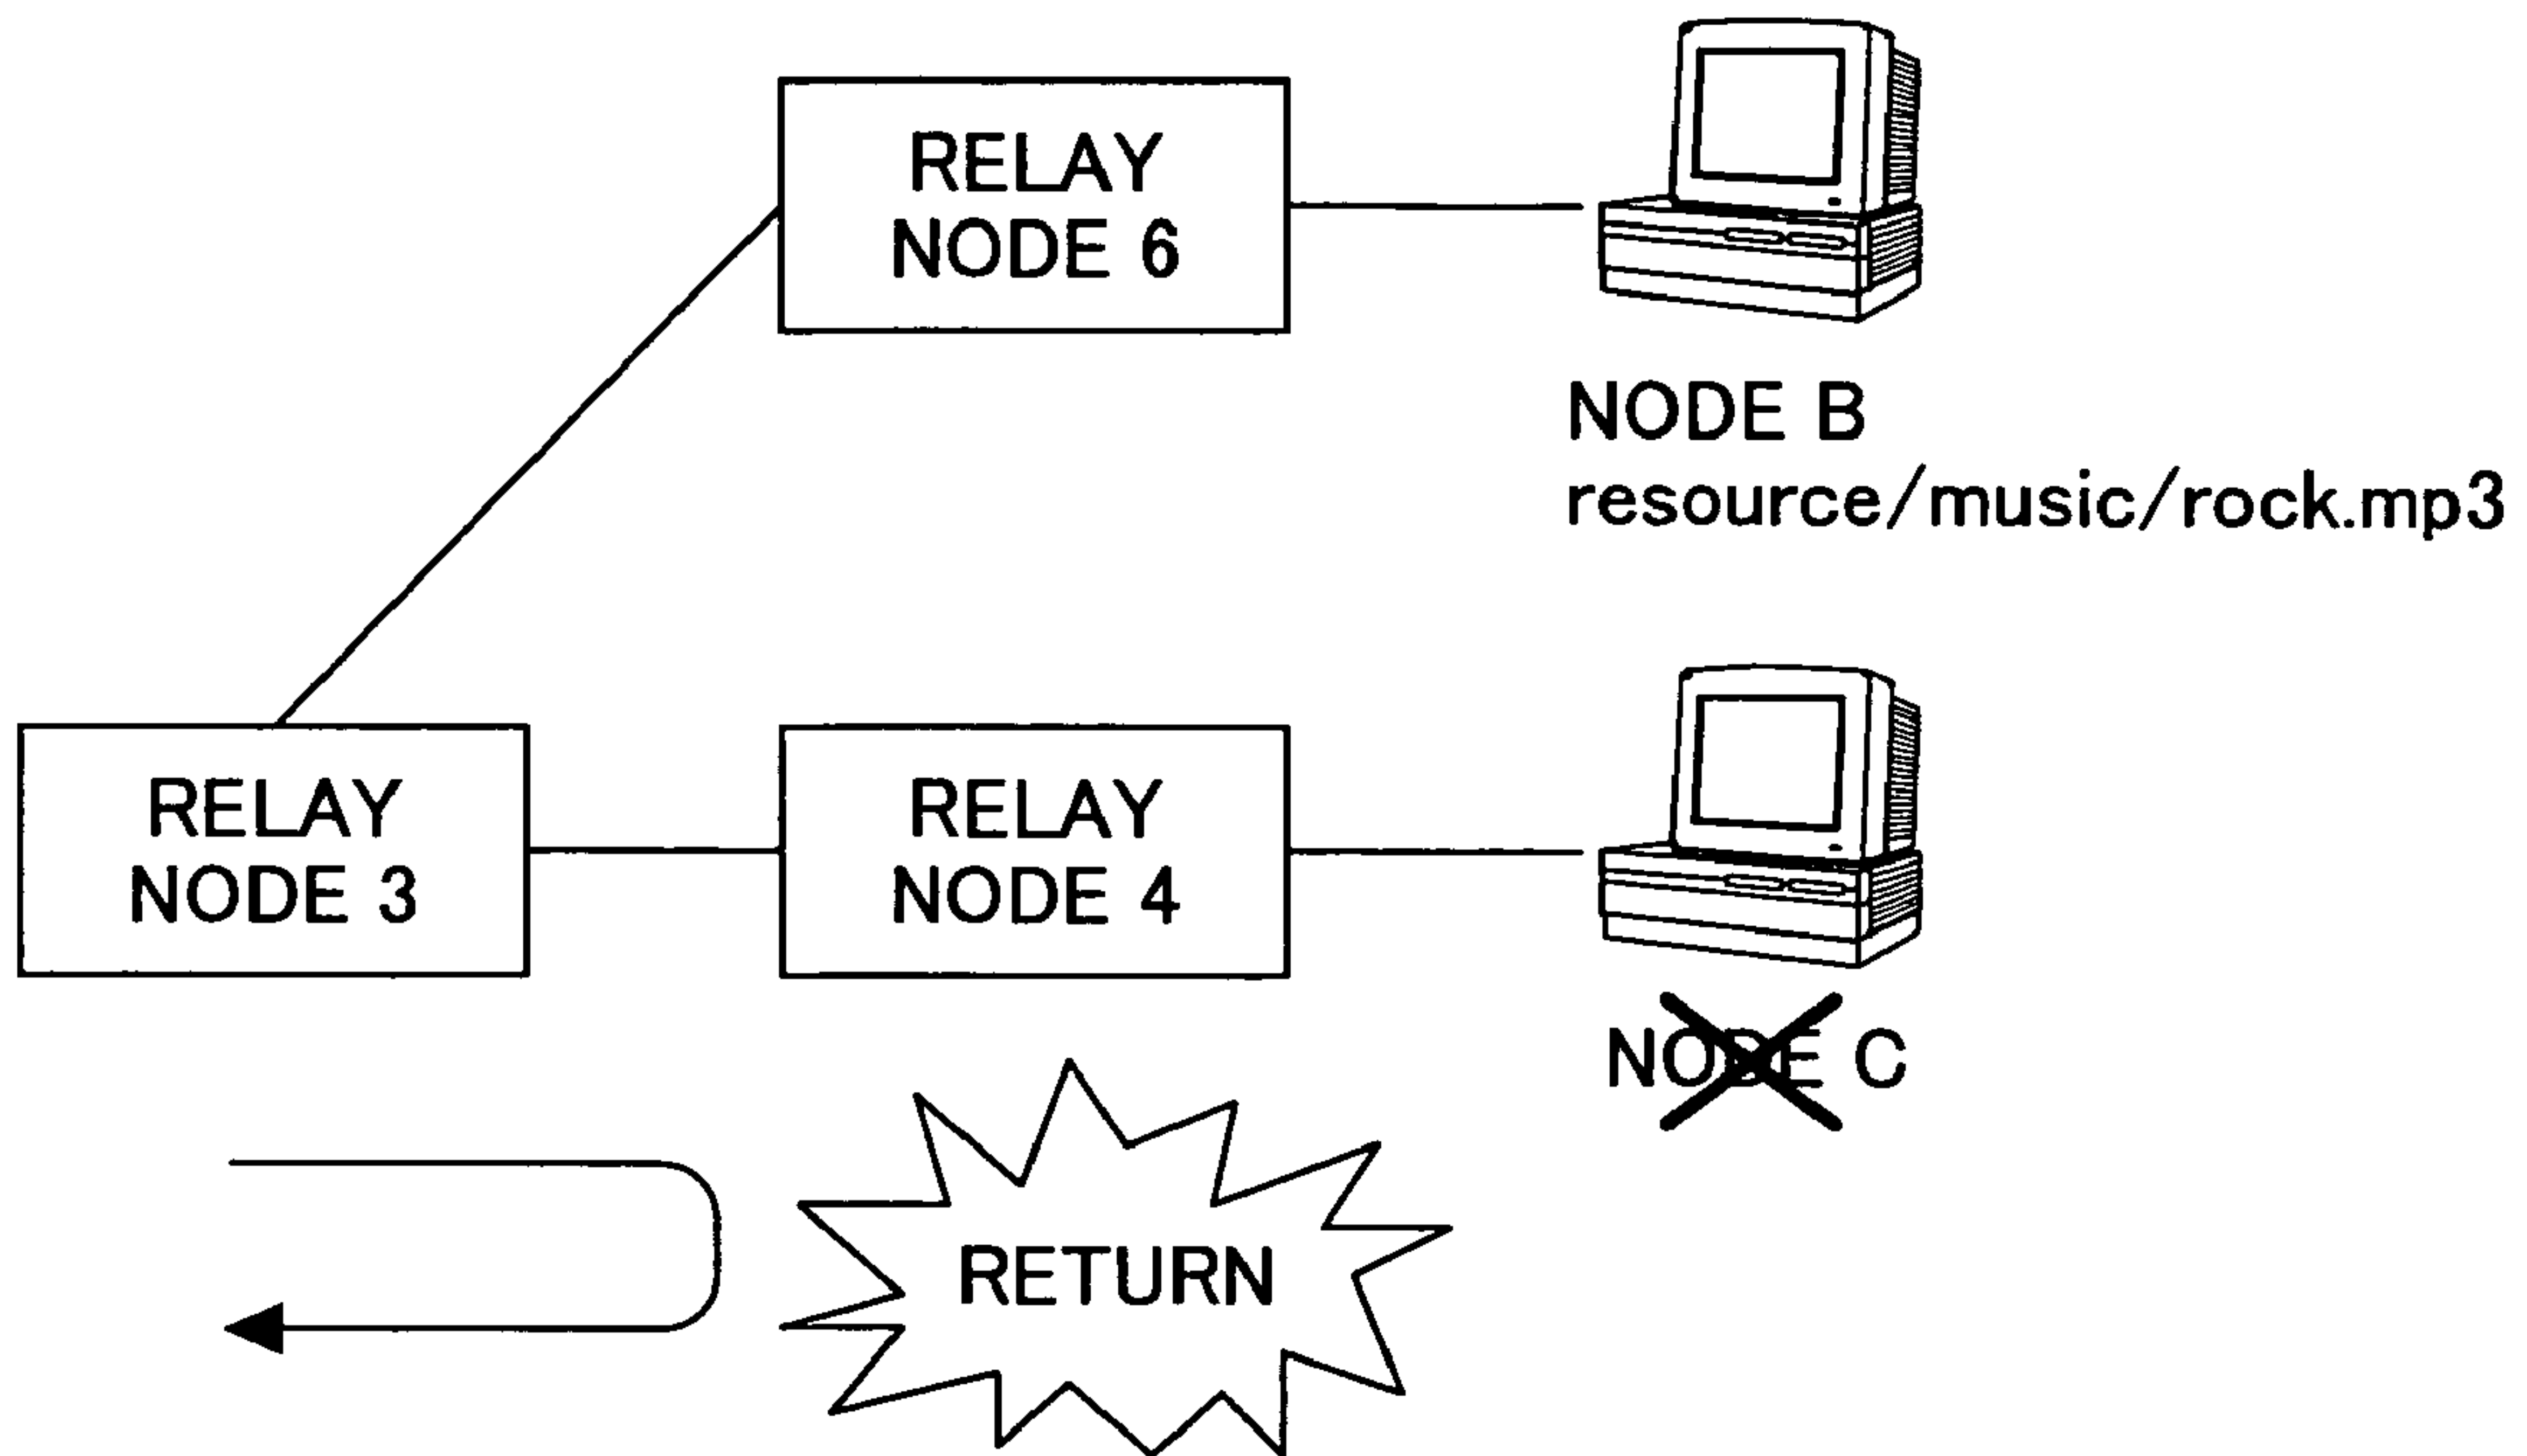 RELAY
NODE 6
NODE B
resource/music/rock.mp3
RELAY
NODE 3
RELAY
NODE 4
NODE C
RETURN